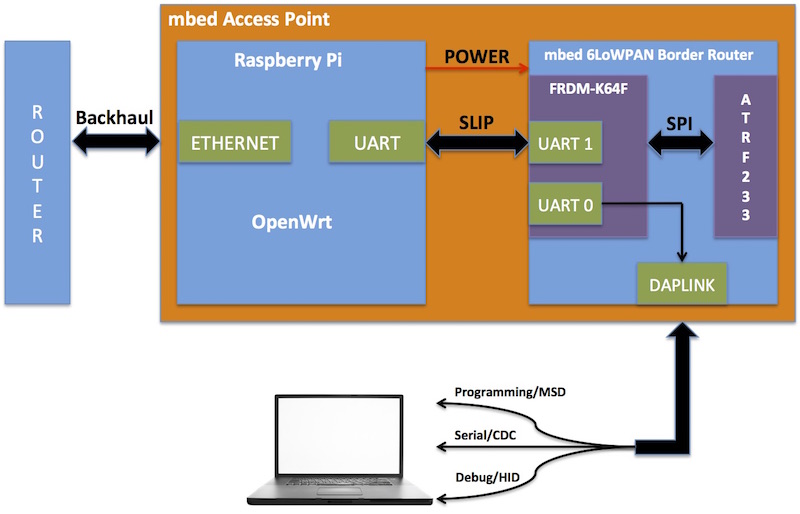 mbed Access Point
ROUTER
Backhaul
Raspberry Pi
ETHERNET
UART
OpenWrt
POWER
SLIP
mbed 6LoWPAN Border Router
FRDM-K64F
UART 1
UART 0
SPI
ATRF233
DAPLINK
Programming/MSD
Serial/CDC
Debug/HID